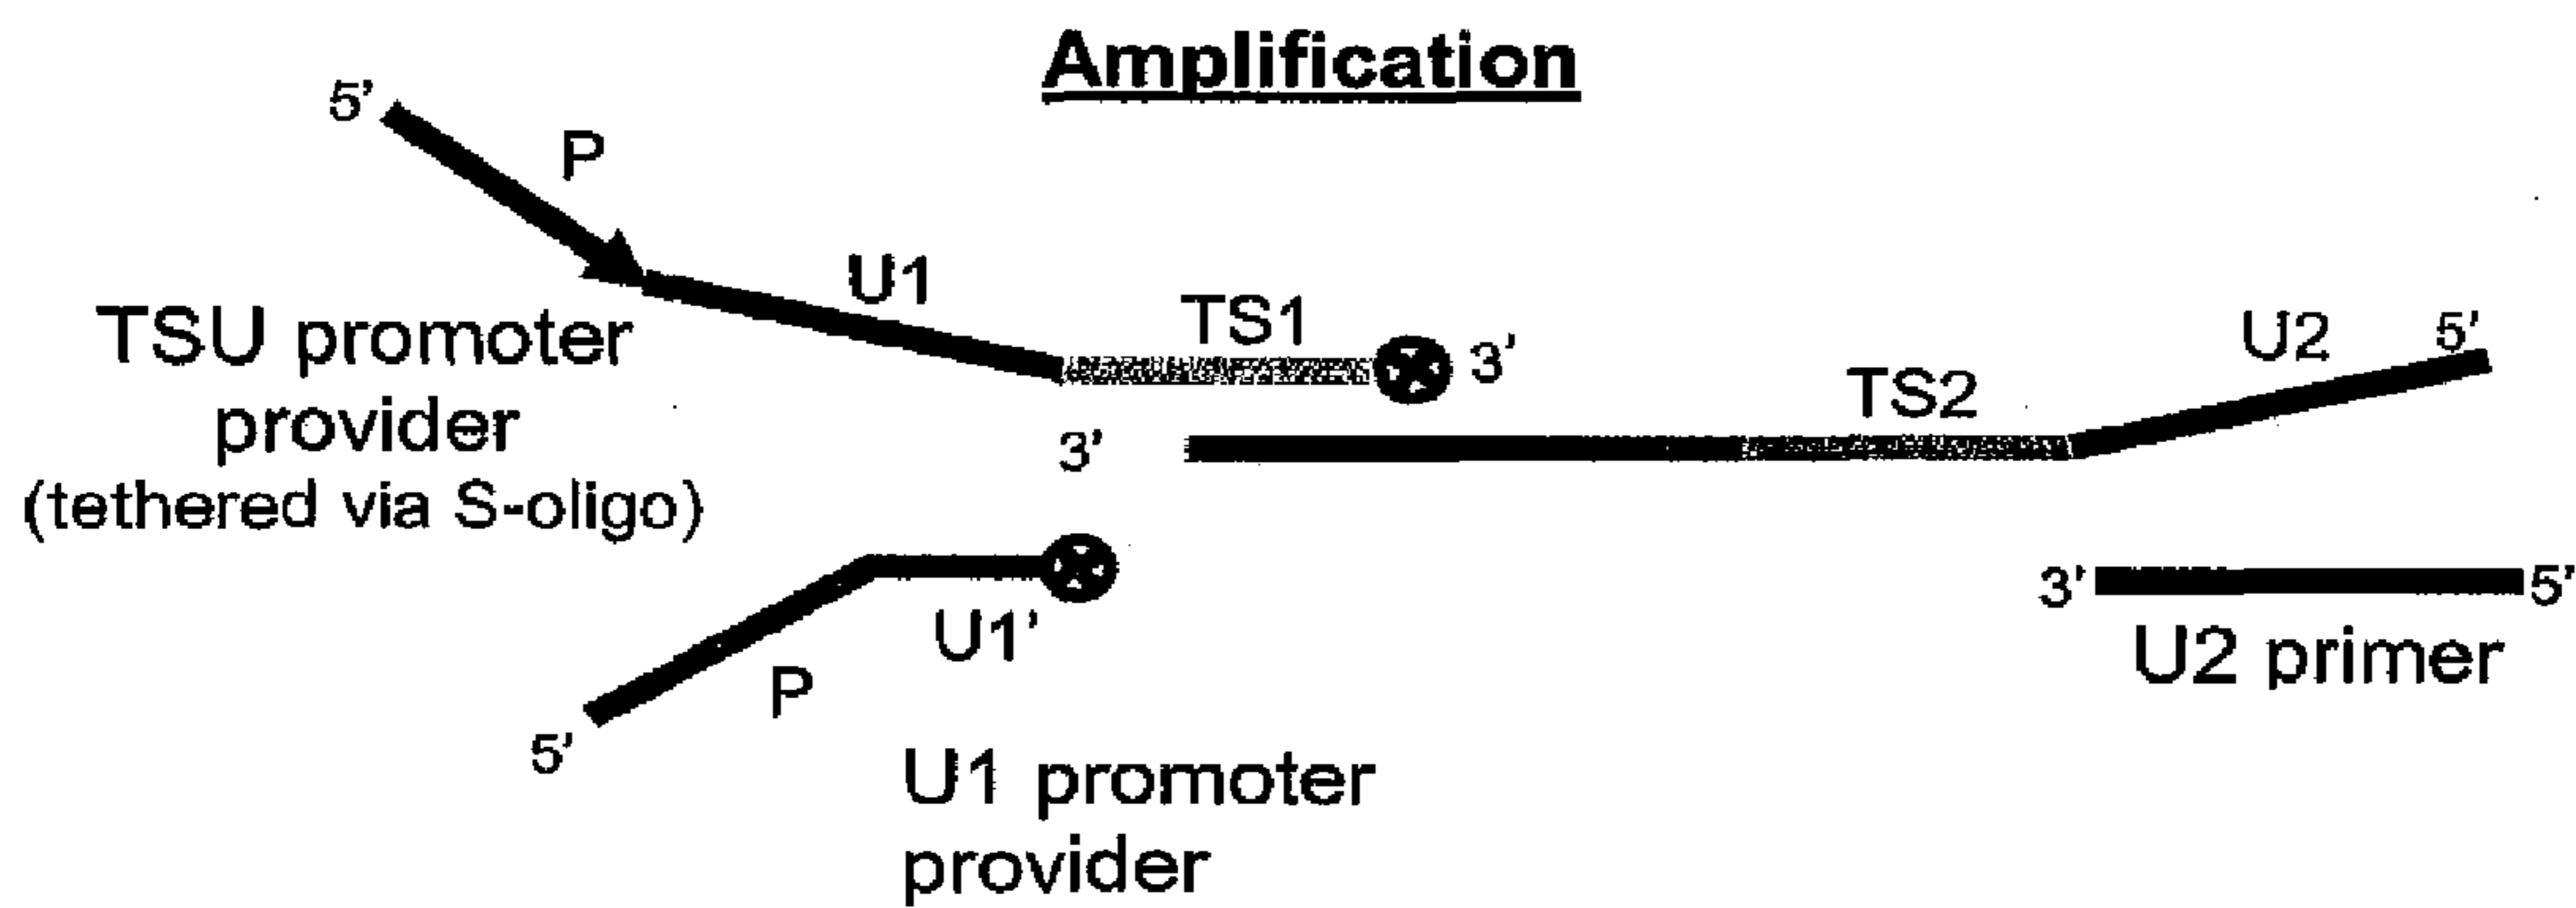 Amplification
5’
P
U1
TS1
3’
TSU promoter
provider
(tethered via S-oligo)
U2
5’
TS2
3’
U1’
P
5’
U1 promoter
provider
3’
5’
U2 primer